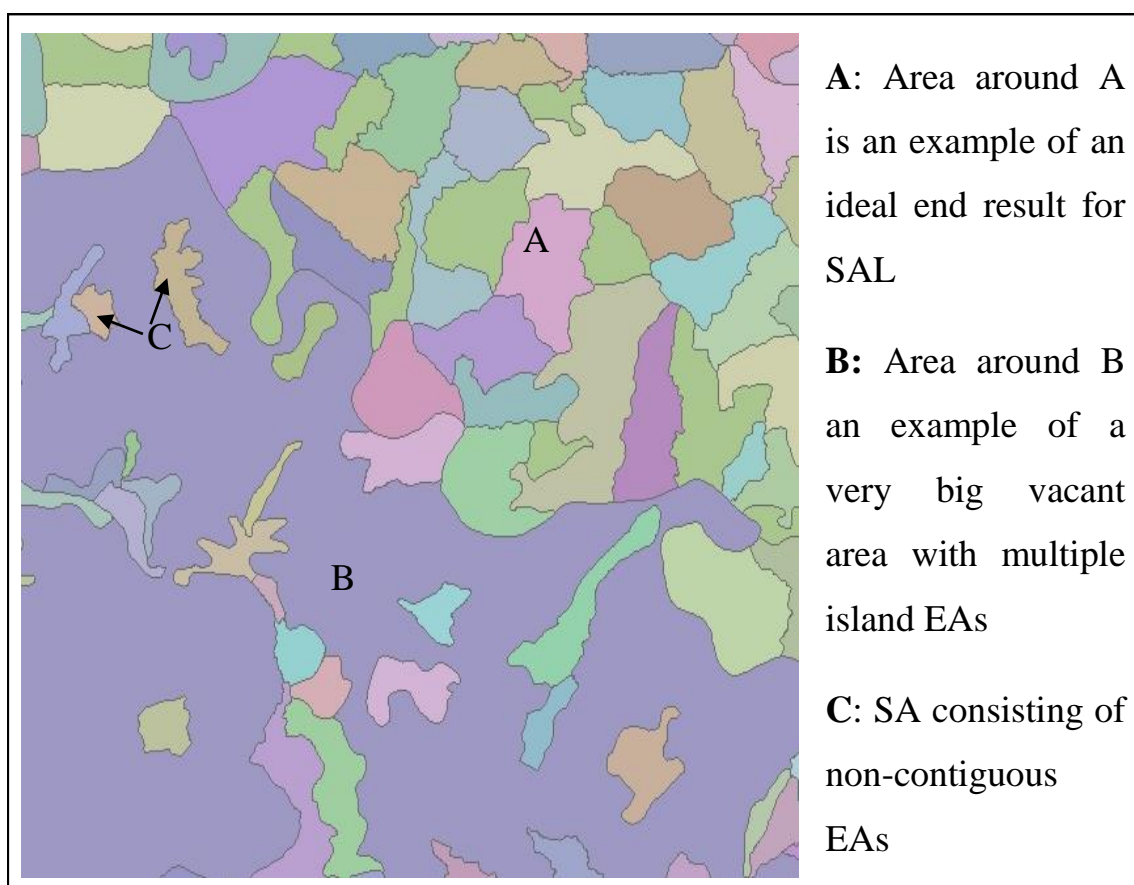 A
C
B
A: Area around A
is an example of an
ideal end result for
SAL
B: Area around B
an example of a
very big vacant
area with multiple
island EAs
C: SA consisting of
non-contiguous
EAs